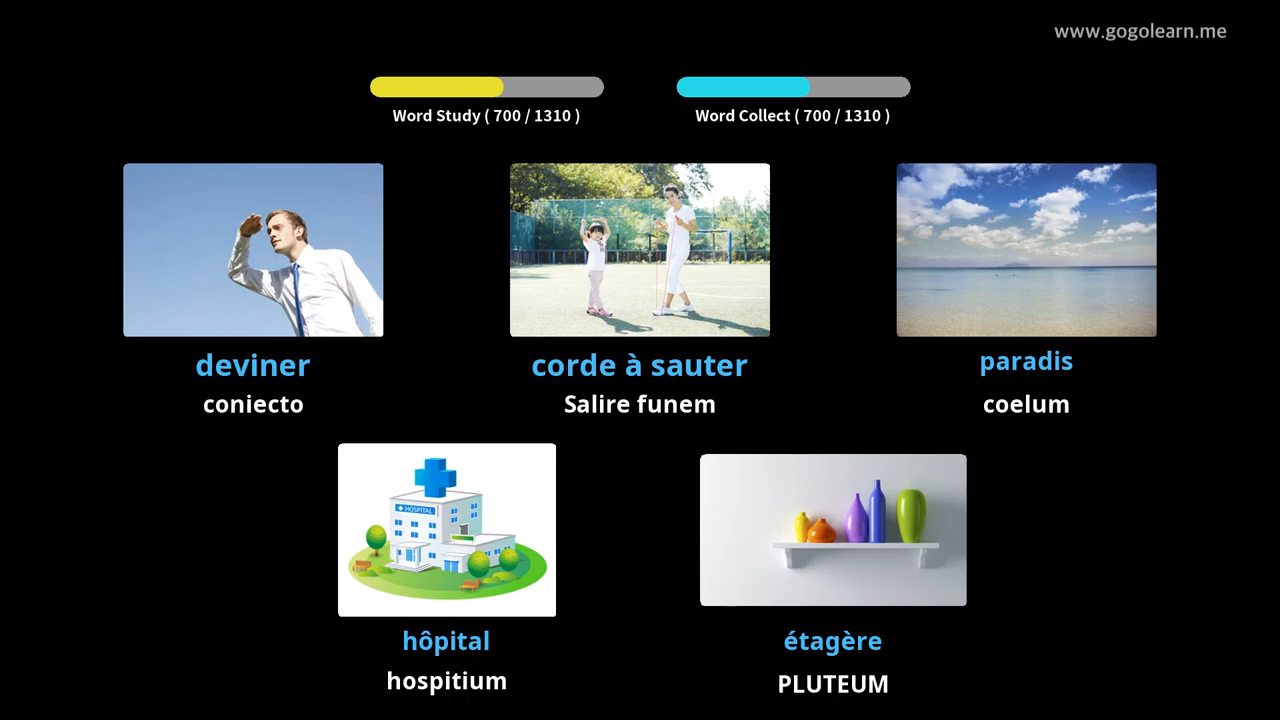 www.gogolearn.me
Word Study ( 700 / 1310 )
Word Collect ( 700 / 1310 )
deviner
coniecto
corde à sauter
Salire funem
paradis
coelum
HOSPITAL
hôpital
hospitium
étagère
PLUTEUM